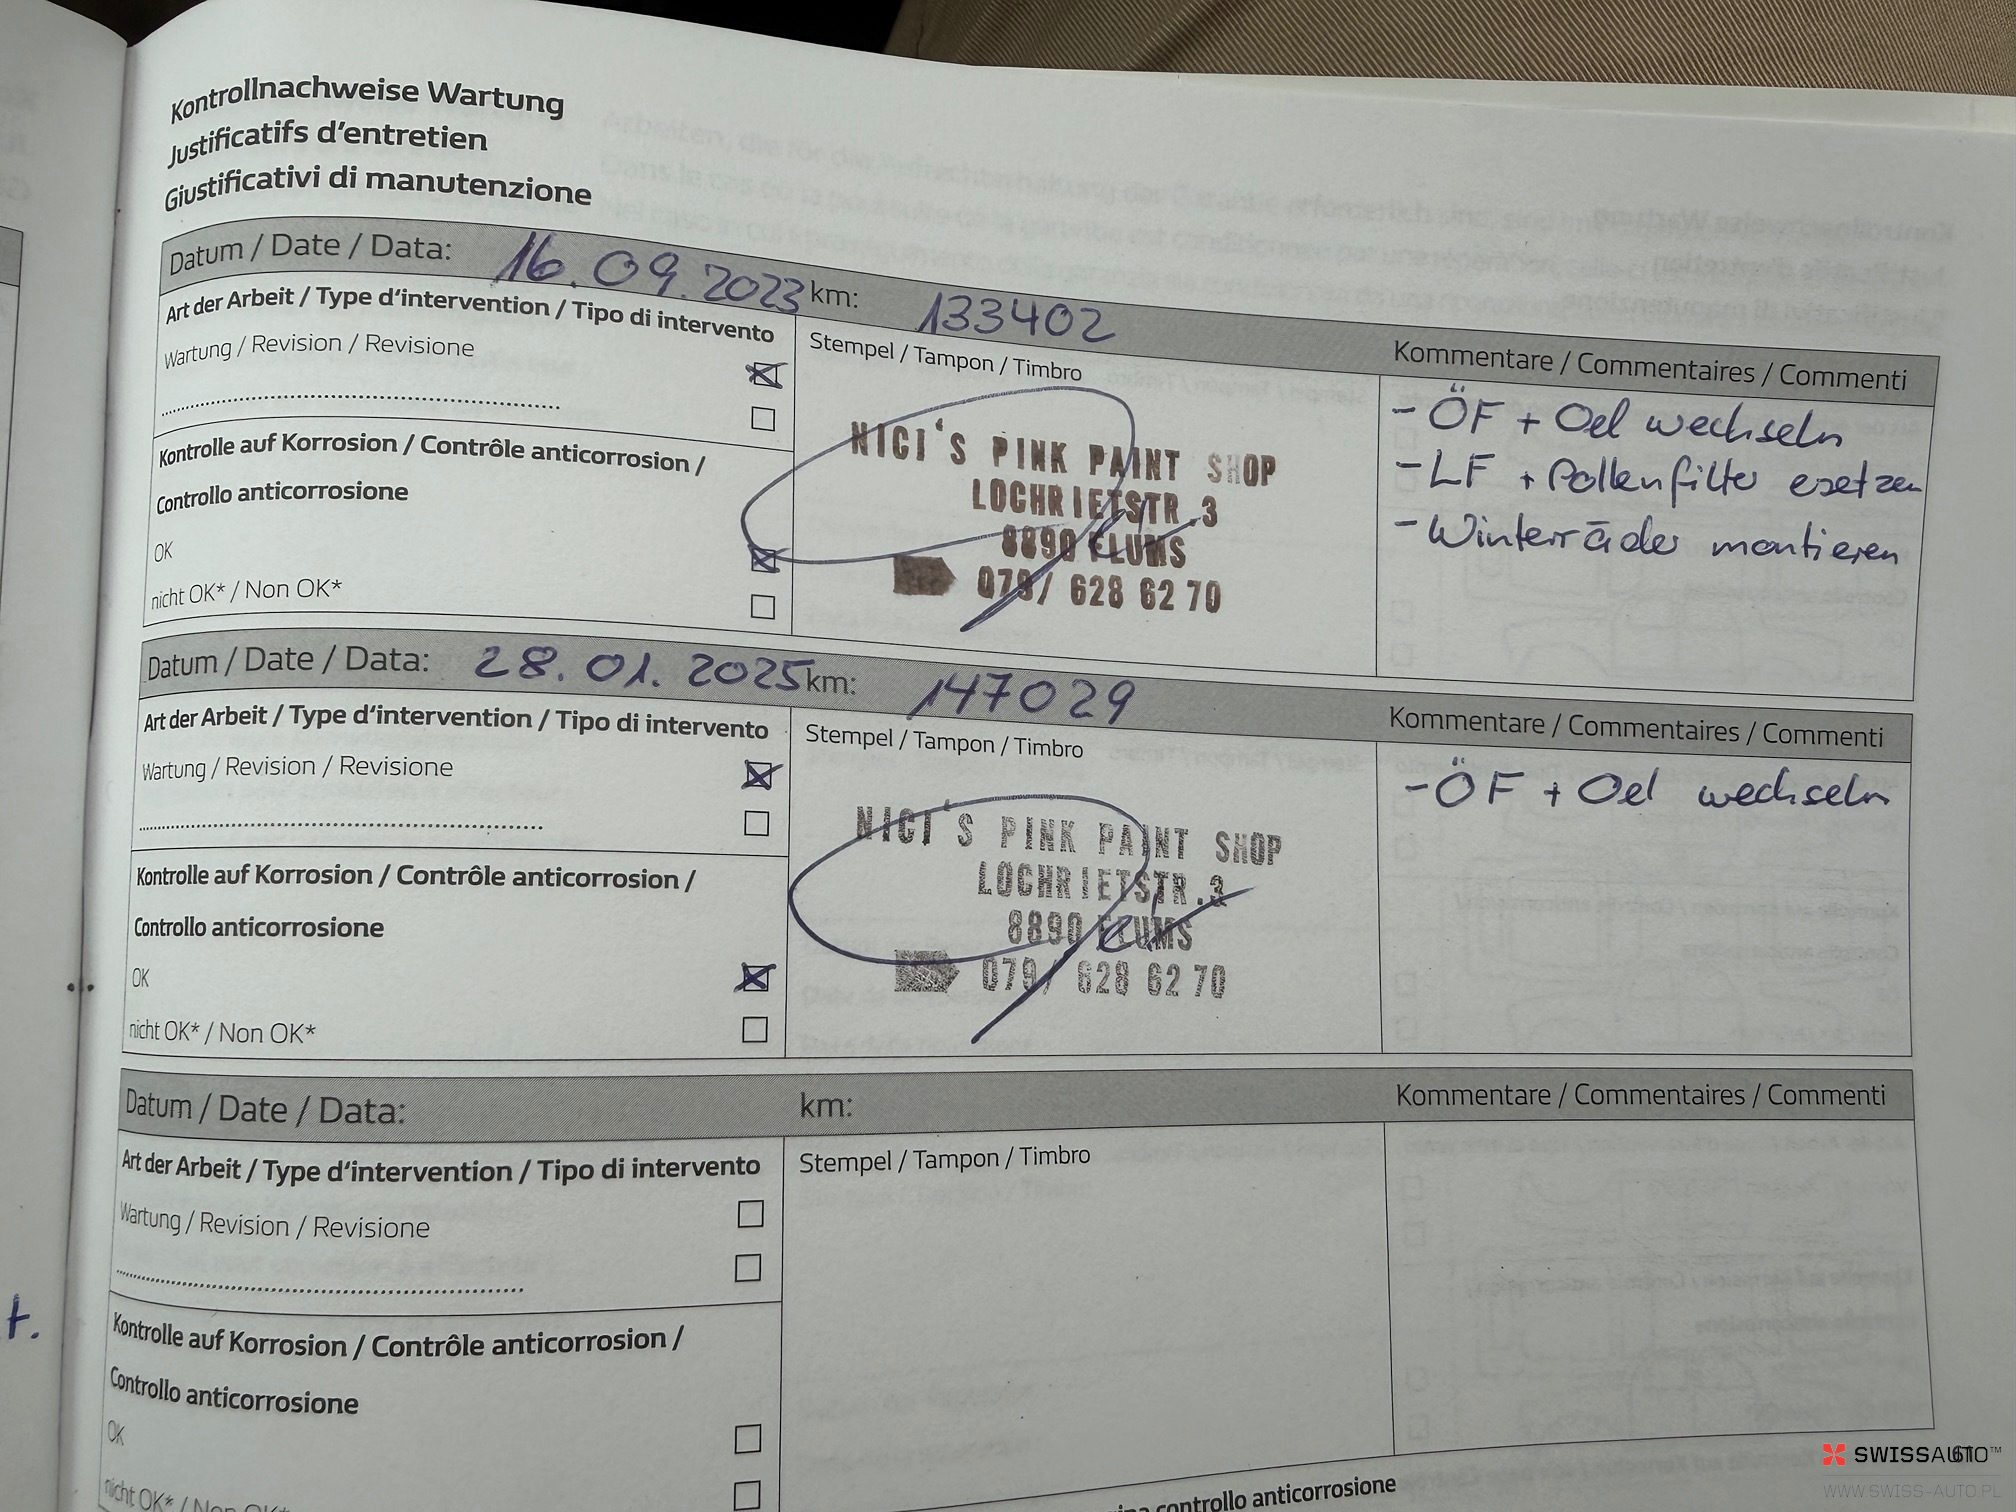 Kontrollnachweise Wartung
Justificatifs d'entretien
Giustificativi di manutenzione
Datum / Date / Data: 16.09.2023 km: 133402
Art der Arbeit / Type d'intervention / Tipo di intervento
Wartung / Revision / Revisione
Kontrolle auf Korrosion / Contrôle anticorrosion /
Controllo anticorrosione
OK
nicht OK* / Non OK*
Stempel / Tampon / Timbro
NICI'S PINK PAINT SHOP
LOCHRIETSTR.3
8890 FLUMS
079/ 628 62 70
Kommentare / Commentaires / Commenti
- ÖF + Oel wechseln
- LF + Pollenfilter esetzen
- Winterräder montieren
Datum / Date / Data: 28.01.2025 km: 147029
Art der Arbeit / Type d'intervention / Tipo di intervento
Wartung / Revision / Revisione
Kontrolle auf Korrosion / Contrôle anticorrosion /
Controllo anticorrosione
OK
nicht OK* / Non OK*
Stempel / Tampon / Timbro
NICI'S PINK PAINT SHOP
LOCHRIETSTR.3
8890 FLUMS
079/ 628 62 70
Kommentare / Commentaires / Commenti
- ÖF + Oel wechseln
Datum / Date / Data: km:
Art der Arbeit / Type d'intervention / Tipo di intervento
Wartung / Revision / Revisione
Kontrolle auf Korrosion / Contrôle anticorrosion /
Controllo anticorrosione
OK
nicht OK* / Non OK*
Stempel / Tampon / Timbro
Kommentare / Commentaires / Commenti
controllo anticorrosione
t.
SWISSAUTO™
WWW.SWISS-AUTO.PL